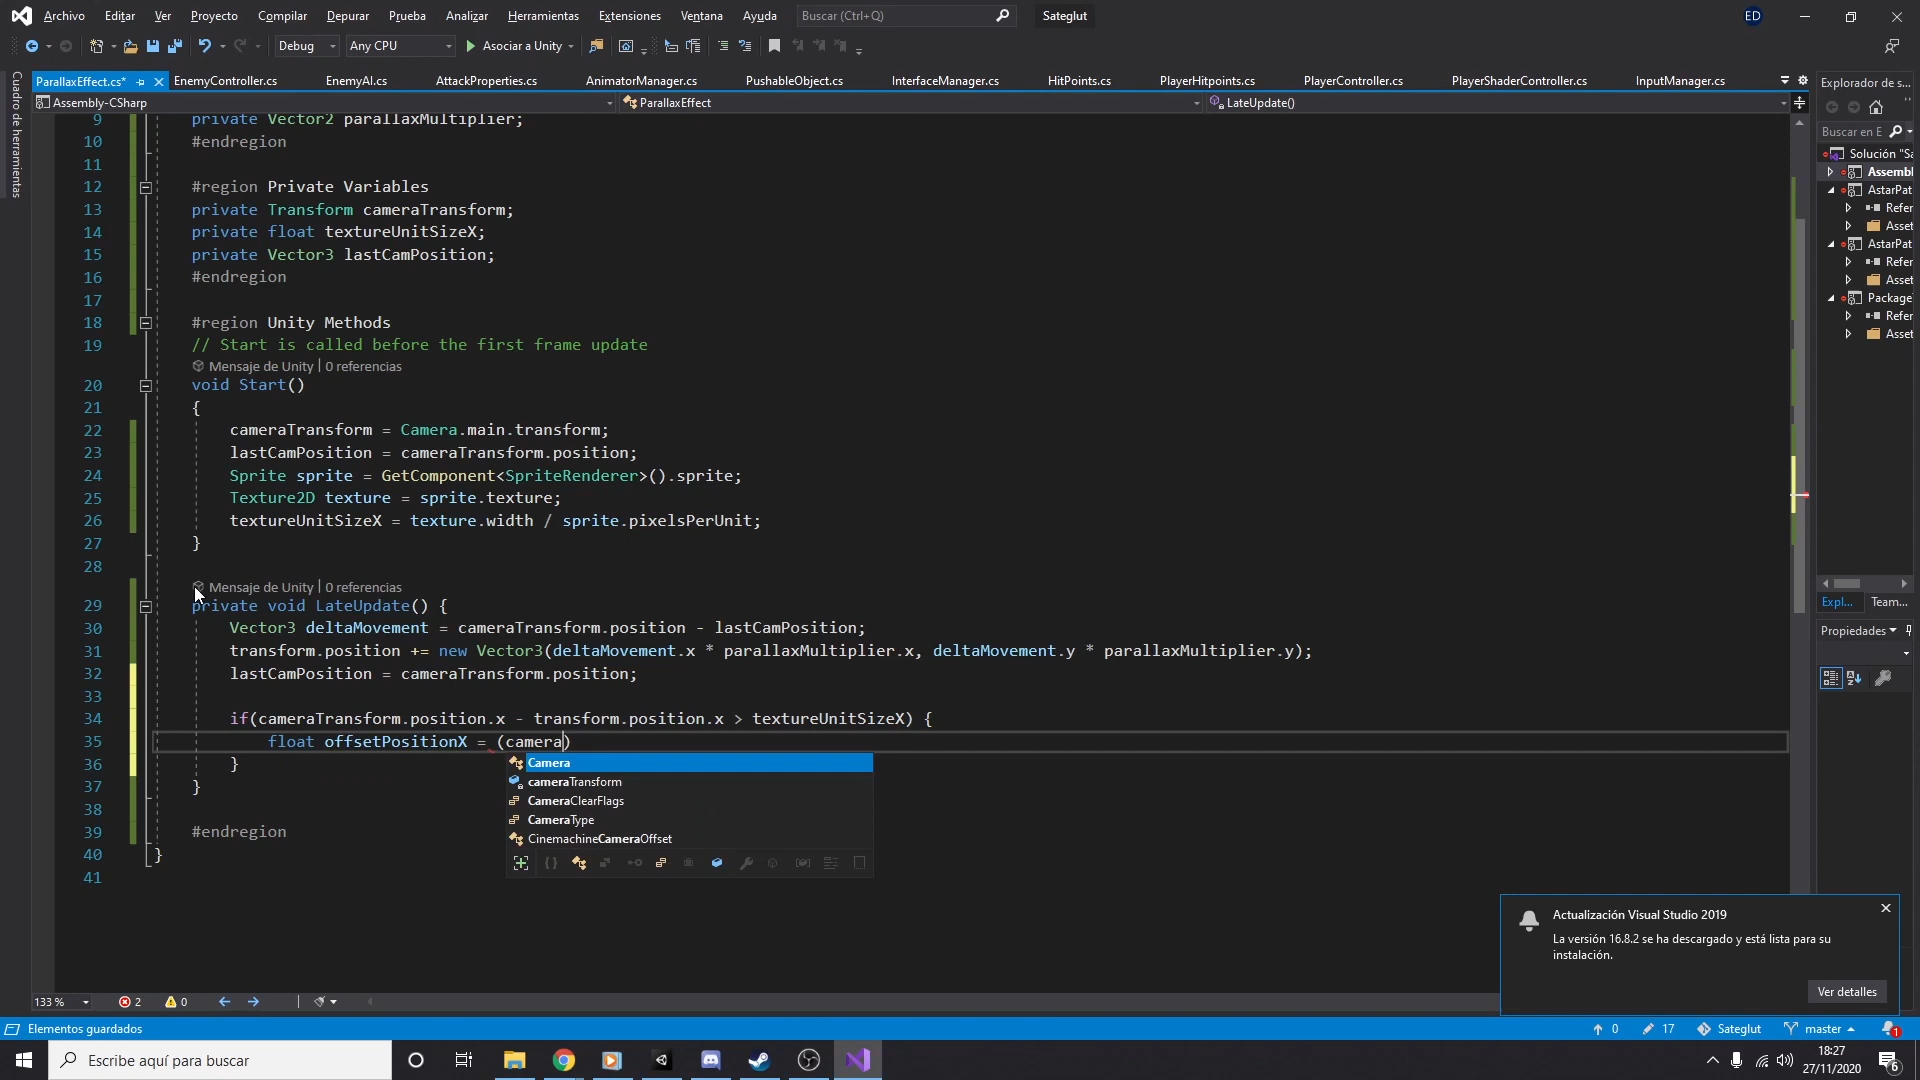 Archivo Editar Ver Proyecto Compilar Depurar Prueba Analizar Herramientas Extensiones Ventana Ayuda Buscar (Ctrl+Q) Sateglut ED
Debug Any CPU Asociar a Unity
Cuadro de herramientas
ParallaxEffect.cs* EnemyController.cs EnemyAI.cs AttackProperties.cs AnimatorManager.cs PushableObject.cs InterfaceManager.cs HitPoints.cs PlayerHitpoints.cs PlayerController.cs PlayerShaderController.cs InputManager.cs
Assembly-CSharp ParallaxEffect LateUpdate()
9 private Vector2 parallaxMultiplier;
10 #endregion
11
12 #region Private Variables
13 private Transform cameraTransform;
14 private float textureUnitSizeX;
15 private Vector3 lastCamPosition;
16 #endregion
17
18 #region Unity Methods
19 // Start is called before the first frame update
Mensaje de Unity | 0 referencias
20 void Start()
21 {
22 cameraTransform = Camera.main.transform;
23 lastCamPosition = cameraTransform.position;
24 Sprite sprite = GetComponent<SpriteRenderer>().sprite;
25 Texture2D texture = sprite.texture;
26 textureUnitSizeX = texture.width / sprite.pixelsPerUnit;
27 }
28
Mensaje de Unity | 0 referencias
29 private void LateUpdate() {
30 Vector3 deltaMovement = cameraTransform.position - lastCamPosition;
31 transform.position += new Vector3(deltaMovement.x * parallaxMultiplier.x, deltaMovement.y * parallaxMultiplier.y);
32 lastCamPosition = cameraTransform.position;
33
34 if(cameraTransform.position.x - transform.position.x > textureUnitSizeX) {
35 float offsetPositionX = (camera)
36 }
37 }
38
39 #endregion
40 }
41
Camera
cameraTransform
CameraClearFlags
CameraType
CinemachineCameraOffset
Explorador de s...
Buscar en E
Solución "Sa
Assembl
AstarPat
Refer
Asset
AstarPat
Refer
Asset
Package
Refer
Asset
Expl... Team...
Propiedades
Actualización Visual Studio 2019
La versión 16.8.2 se ha descargado y está lista para su
instalación.
Ver detalles
133 % 2 0
Elementos guardados 0 17 Sateglut master 1
Escribe aquí para buscar
18:27
27/11/2020
6